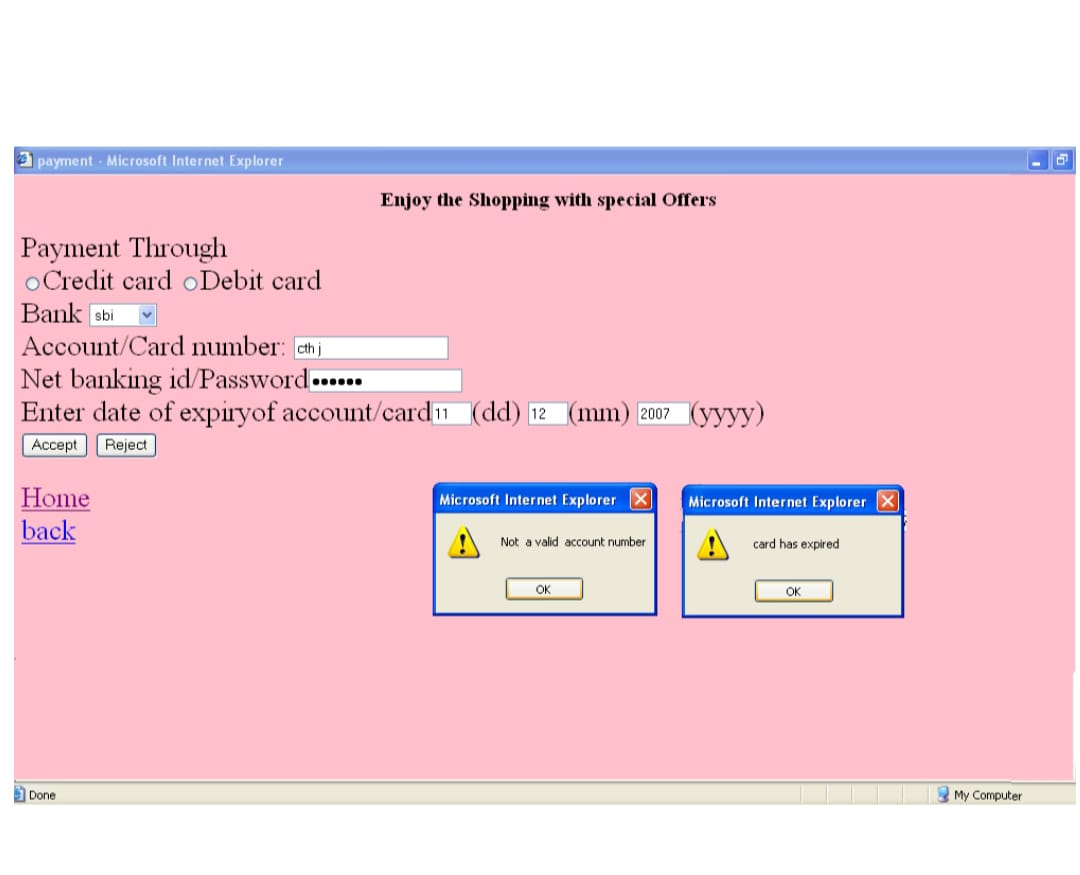 payment - Microsoft Internet Explorer
Enjoy the Shopping with special Offers
Payment Through
Credit card Debit card
Bank sbi
Account/Card number: cth j
Net banking id/Password ••••••
Enter date of expiryof account/card 11 (dd) 12 (mm) 2007 (yyyy)
Accept Reject
Home
back
Microsoft Internet Explorer
Not a valid account number
OK
Microsoft Internet Explorer
card has expired
OK
Done
My Computer